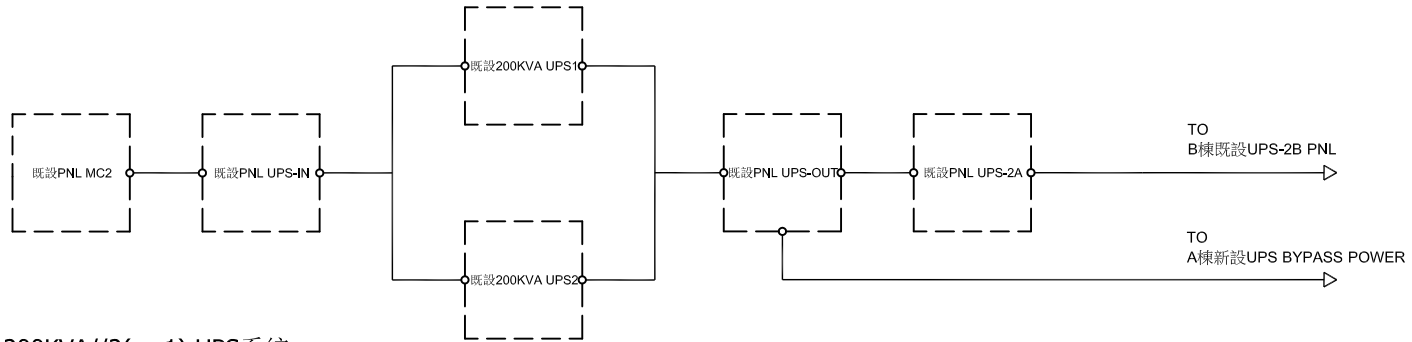 既設200KVA UPS1
TO
B棟既設UPS-2B PNL
既設PNL MC2
既設PNL UPS-IN
既設PNL UPS-OUT
既設PNL UPS-2A
TO
A棟新設UPS BYPASS POWER
既設200KVA UPS2